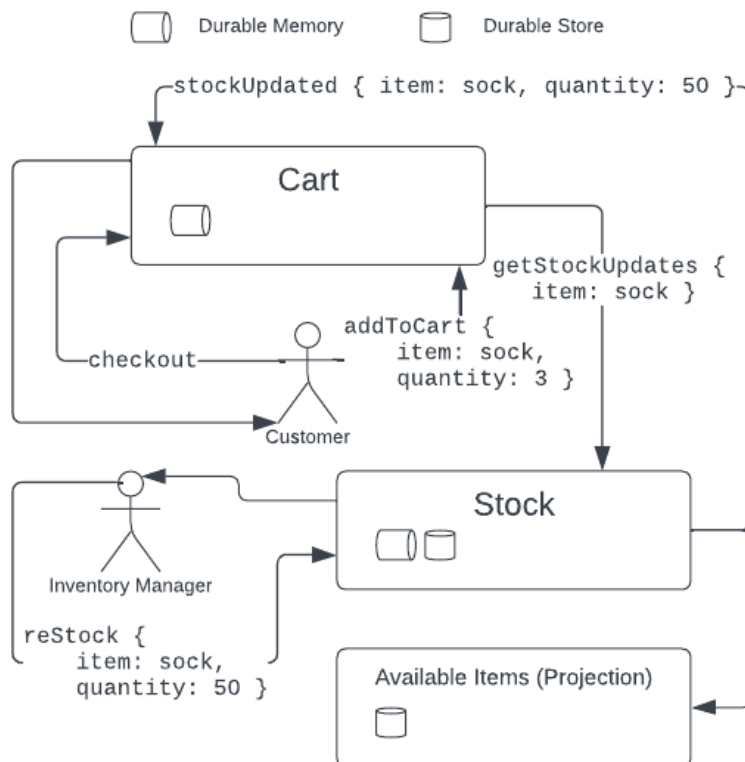 Durable Memory
Durable Store
stockUpdated { item: sock, quantity: 50 }
Cart
getStockUpdates {
item: sock }
addToCart {
item: sock,
quantity: 3 }
checkout
Customer
Stock
Inventory Manager
reStock {
item: sock,
quantity: 50 }
Available Items (Projection)